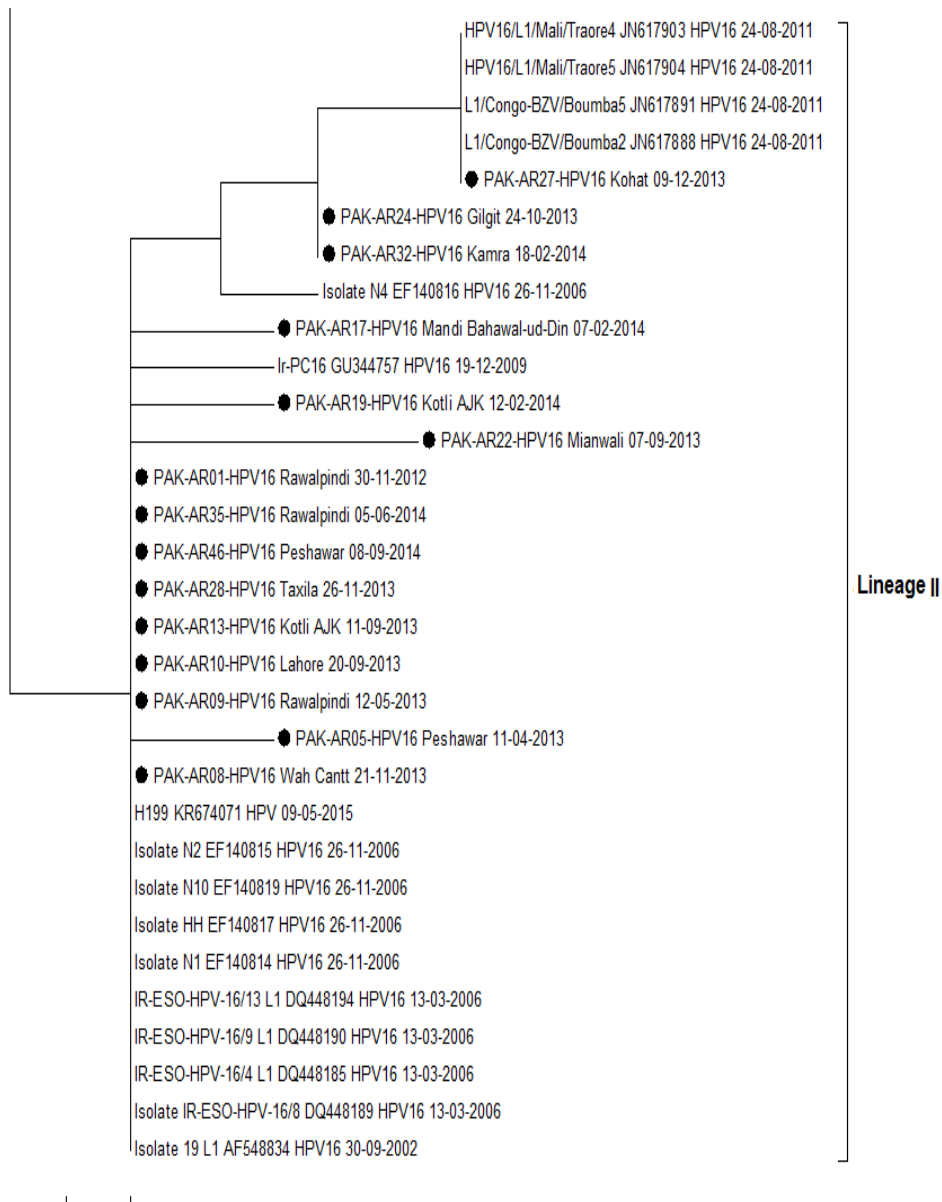 HPV16/L1/Mali/Traore4 JN617903 HPV16 24-08-2011
HPV16/L1/Mali/Traore5 JN617904 HPV16 24-08-2011
L1/Congo-BZV/Boumba5 JN617891 HPV16 24-08-2011
L1/Congo-BZV/Boumba2 JN617888 HPV16 24-08-2011
PAK-AR27-HPV16 Kohat 09-12-2013
PAK-AR24-HPV16 Gilgit 24-10-2013
PAK-AR32-HPV16 Kamra 18-02-2014
Isolate N4 EF140816 HPV16 26-11-2006
PAK-AR17-HPV16 Mandi Bahawal-ud-Din 07-02-2014
Ir-PC16 GU344757 HPV16 19-12-2009
PAK-AR19-HPV16 Kotli AJK 12-02-2014
PAK-AR22-HPV16 Mianwali 07-09-2013
PAK-AR01-HPV16 Rawalpindi 30-11-2012
PAK-AR35-HPV16 Rawalpindi 05-06-2014
PAK-AR46-HPV16 Peshawar 08-09-2014
PAK-AR28-HPV16 Taxila 26-11-2013
Lineage II
PAK-AR13-HPV16 Kotli AJK 11-09-2013
PAK-AR10-HPV16 Lahore 20-09-2013
PAK-AR09-HPV16 Rawalpindi 12-05-2013
PAK-AR05-HPV16 Peshawar 11-04-2013
PAK-AR08-HPV16 Wah Cantt 21-11-2013
H199 KR674071 HPV 09-05-2015
Isolate N2 EF140815 HPV16 26-11-2006
Isolate N10 EF140819 HPV16 26-11-2006
Isolate HH EF140817 HPV16 26-11-2006
Isolate N1 EF140814 HPV16 26-11-2006
IR-ESO-HPV-16/13 L1 DQ448194 HPV16 13-03-2006
IR-ESO-HPV-16/9 L1 DQ448190 HPV16 13-03-2006
IR-ESO-HPV-16/4 L1 DQ448185 HPV16 13-03-2006
Isolate IR-ESO-HPV-16/8 DQ448189 HPV16 13-03-2006
Isolate 19 L1 AF548834 HPV16 30-09-2002